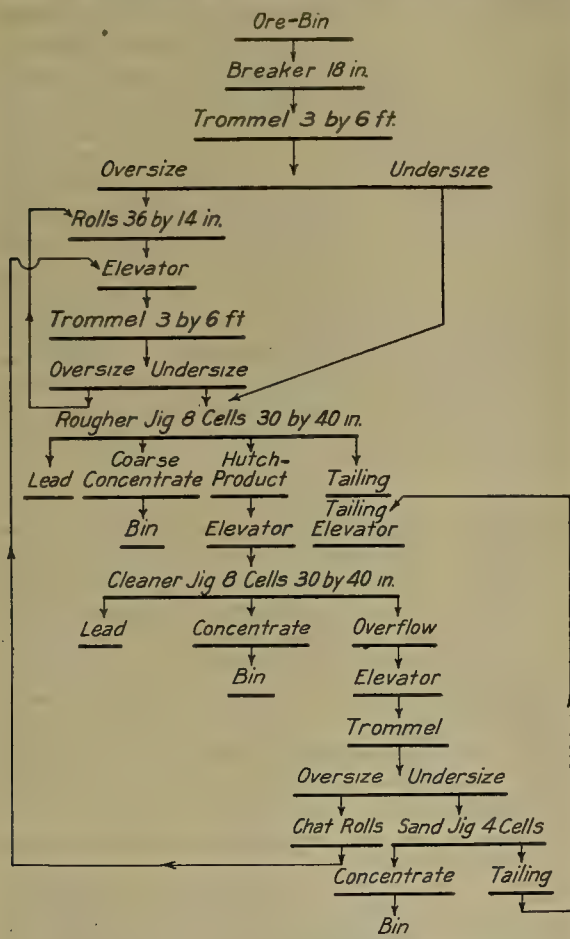 Ore-Bin
Breaker 18 in.
Trommel 3 by 6 ft.
Oversize Undersize
Rolls 36 by 14 in.
Elevator
Trommel 3 by 6 ft
Oversize Undersize
Rougher Jig 8 Cells 30 by 40 in.
Lead Coarse Concentrate Hutch-Product Tailing
Bin Elevator Tailing Elevator
Cleaner Jig 8 Cells 30 by 40 in.
Lead Concentrate Overflow
Bin Elevator
Trommel
Oversize Undersize
Chat Rolls Sand Jig 4 Cells
Concentrate Tailing
Bin